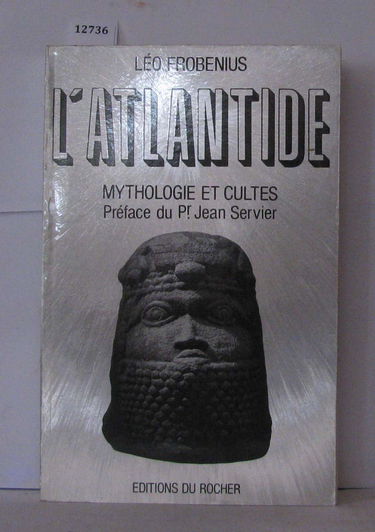 12736
LÉO FROBENIUS
L'ATLANTIDE
MYTHOLOGIE ET CULTES
Préface du Pr Jean Servier
EDITIONS DU ROCHER